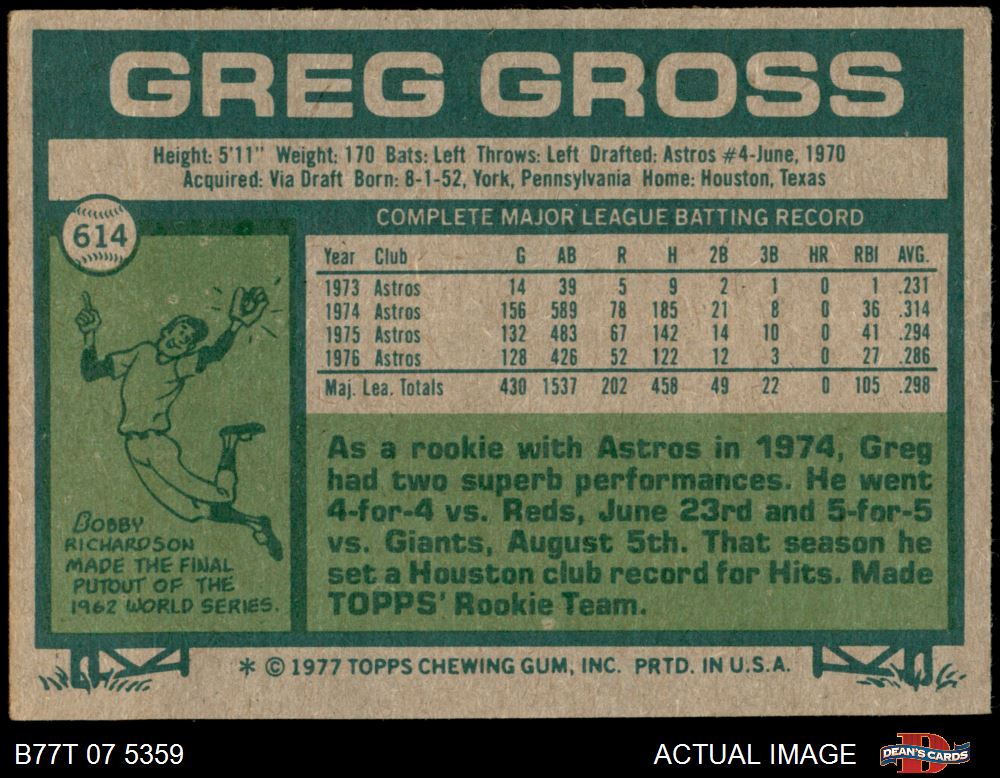 GREG GROSS
Height: 5'11" Weight: 170 Bats: Left Throws: Left Drafted: Astros #4-June, 1970
Acquired: Via Draft Born: 8-1-52, York, Pennsylvania Home: Houston, Texas
614
COMPLETE MAJOR LEAGUE BATTING RECORD
Year Club G AB R H 2B 3B HR RBI AVG.
1973 Astros 14 39 5 9 2 1 0 1 .231
1974 Astros 156 589 78 185 21 8 0 36 .314
1975 Astros 132 483 67 142 14 10 0 41 .294
1976 Astros 128 426 52 122 12 3 0 27 .286
Maj. Lea. Totals 430 1537 202 458 49 22 0 105 .298
BOBBY
RICHARDSON
MADE THE FINAL
PUTOUT OF THE
1962 WORLD SERIES.
As a rookie with Astros in 1974, Greg
had two superb performances. He went
4-for-4 vs. Reds, June 23rd and 5-for-5
vs. Giants, August 5th. That season he
set a Houston club record for Hits. Made
TOPPS' Rookie Team.
* © 1977 TOPPS CHEWING GUM, INC. PRTD. IN U.S.A.
B77T 07 5359
ACTUAL IMAGE
DEAN'S CARDS